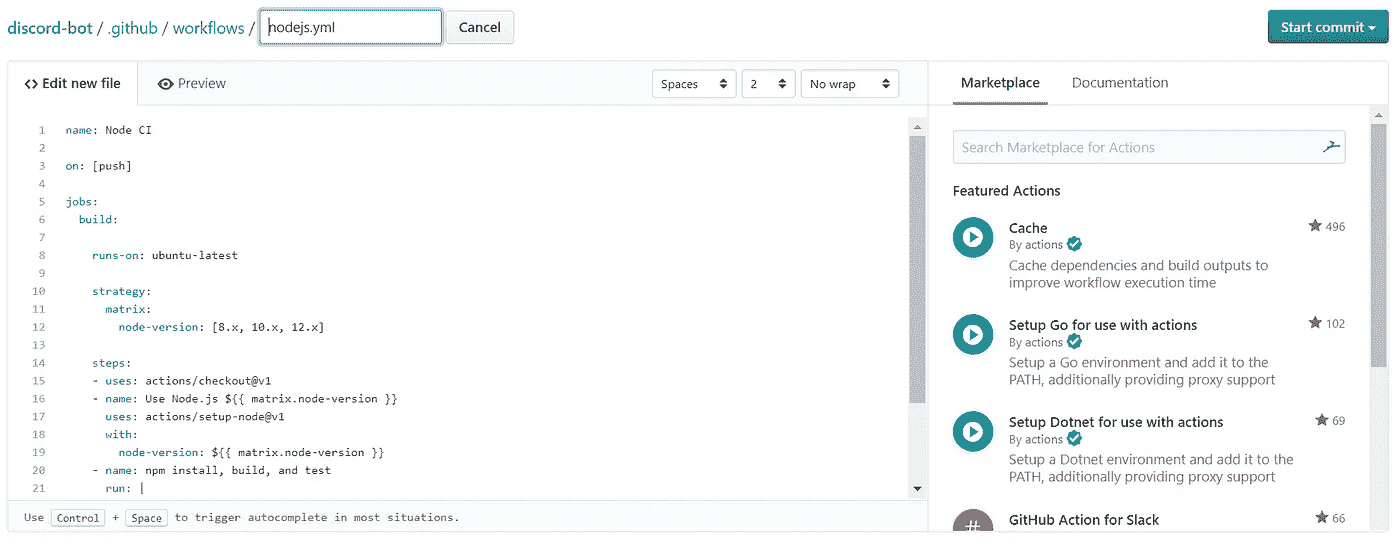 discord-bot / .github / workflows / nodejs.yml Cancel Start commit
<> Edit new file Preview Spaces 2 No wrap Marketplace Documentation
1 name: Node CI
2
3 on: [push]
4
5 jobs:
6 build:
7
8 runs-on: ubuntu-latest
9
10 strategy:
11 matrix:
12 node-version: [8.x, 10.x, 12.x]
13
14 steps:
15 - uses: actions/checkout@v1
16 - name: Use Node.js ${{ matrix.node-version }}
17 uses: actions/setup-node@v1
18 with:
19 node-version: ${{ matrix.node-version }}
20 - name: npm install, build, and test
21 run: |
Use Control + Space to trigger autocomplete in most situations.
Search Marketplace for Actions
Featured Actions
Cache 496
By actions
Cache dependencies and build outputs to
improve workflow execution time
Setup Go for use with actions 102
By actions
Setup a Go environment and add it to the
PATH, additionally providing proxy support
Setup Dotnet for use with actions 69
By actions
Setup a Dotnet environment and add it to the
PATH, additionally providing proxy support
# GitHub Action for Slack 66